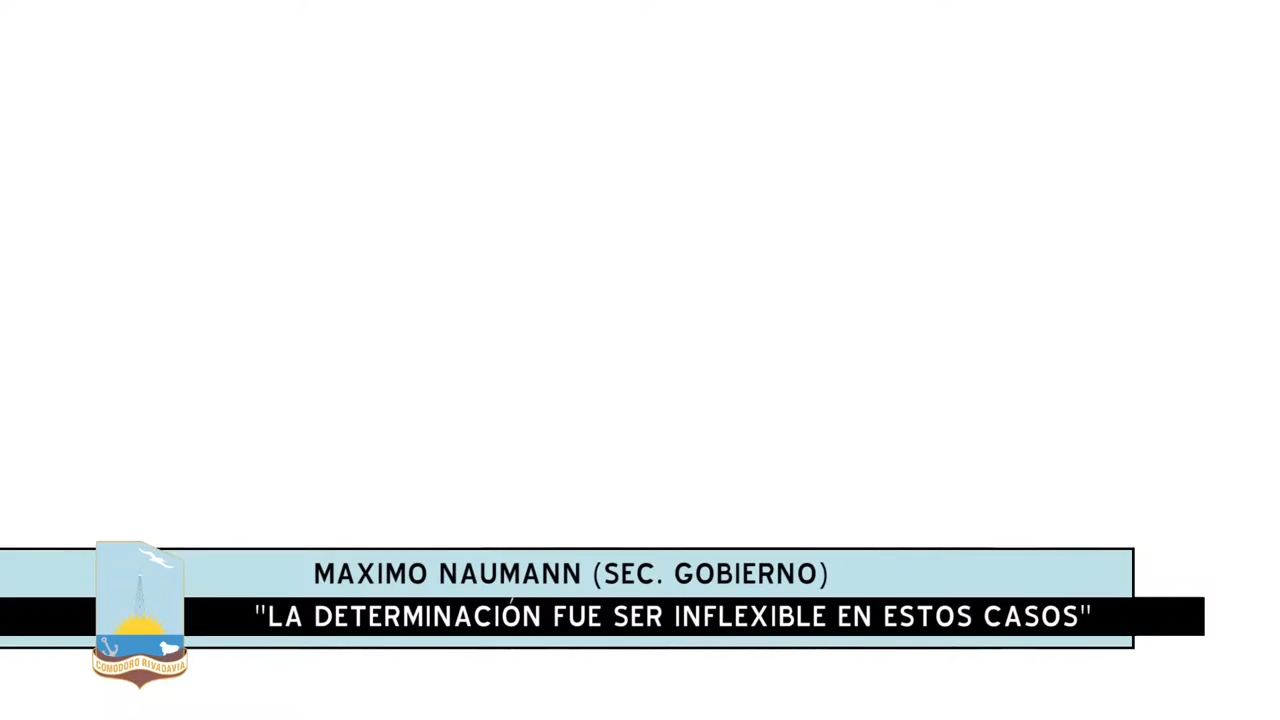 MAXIMO NAUMANN (SEC. GOBIERNO)
"LA DETERMINACIÓN FUE SER INFLEXIBLE EN ESTOS CASOS"
COMODORO RIVADAVIA